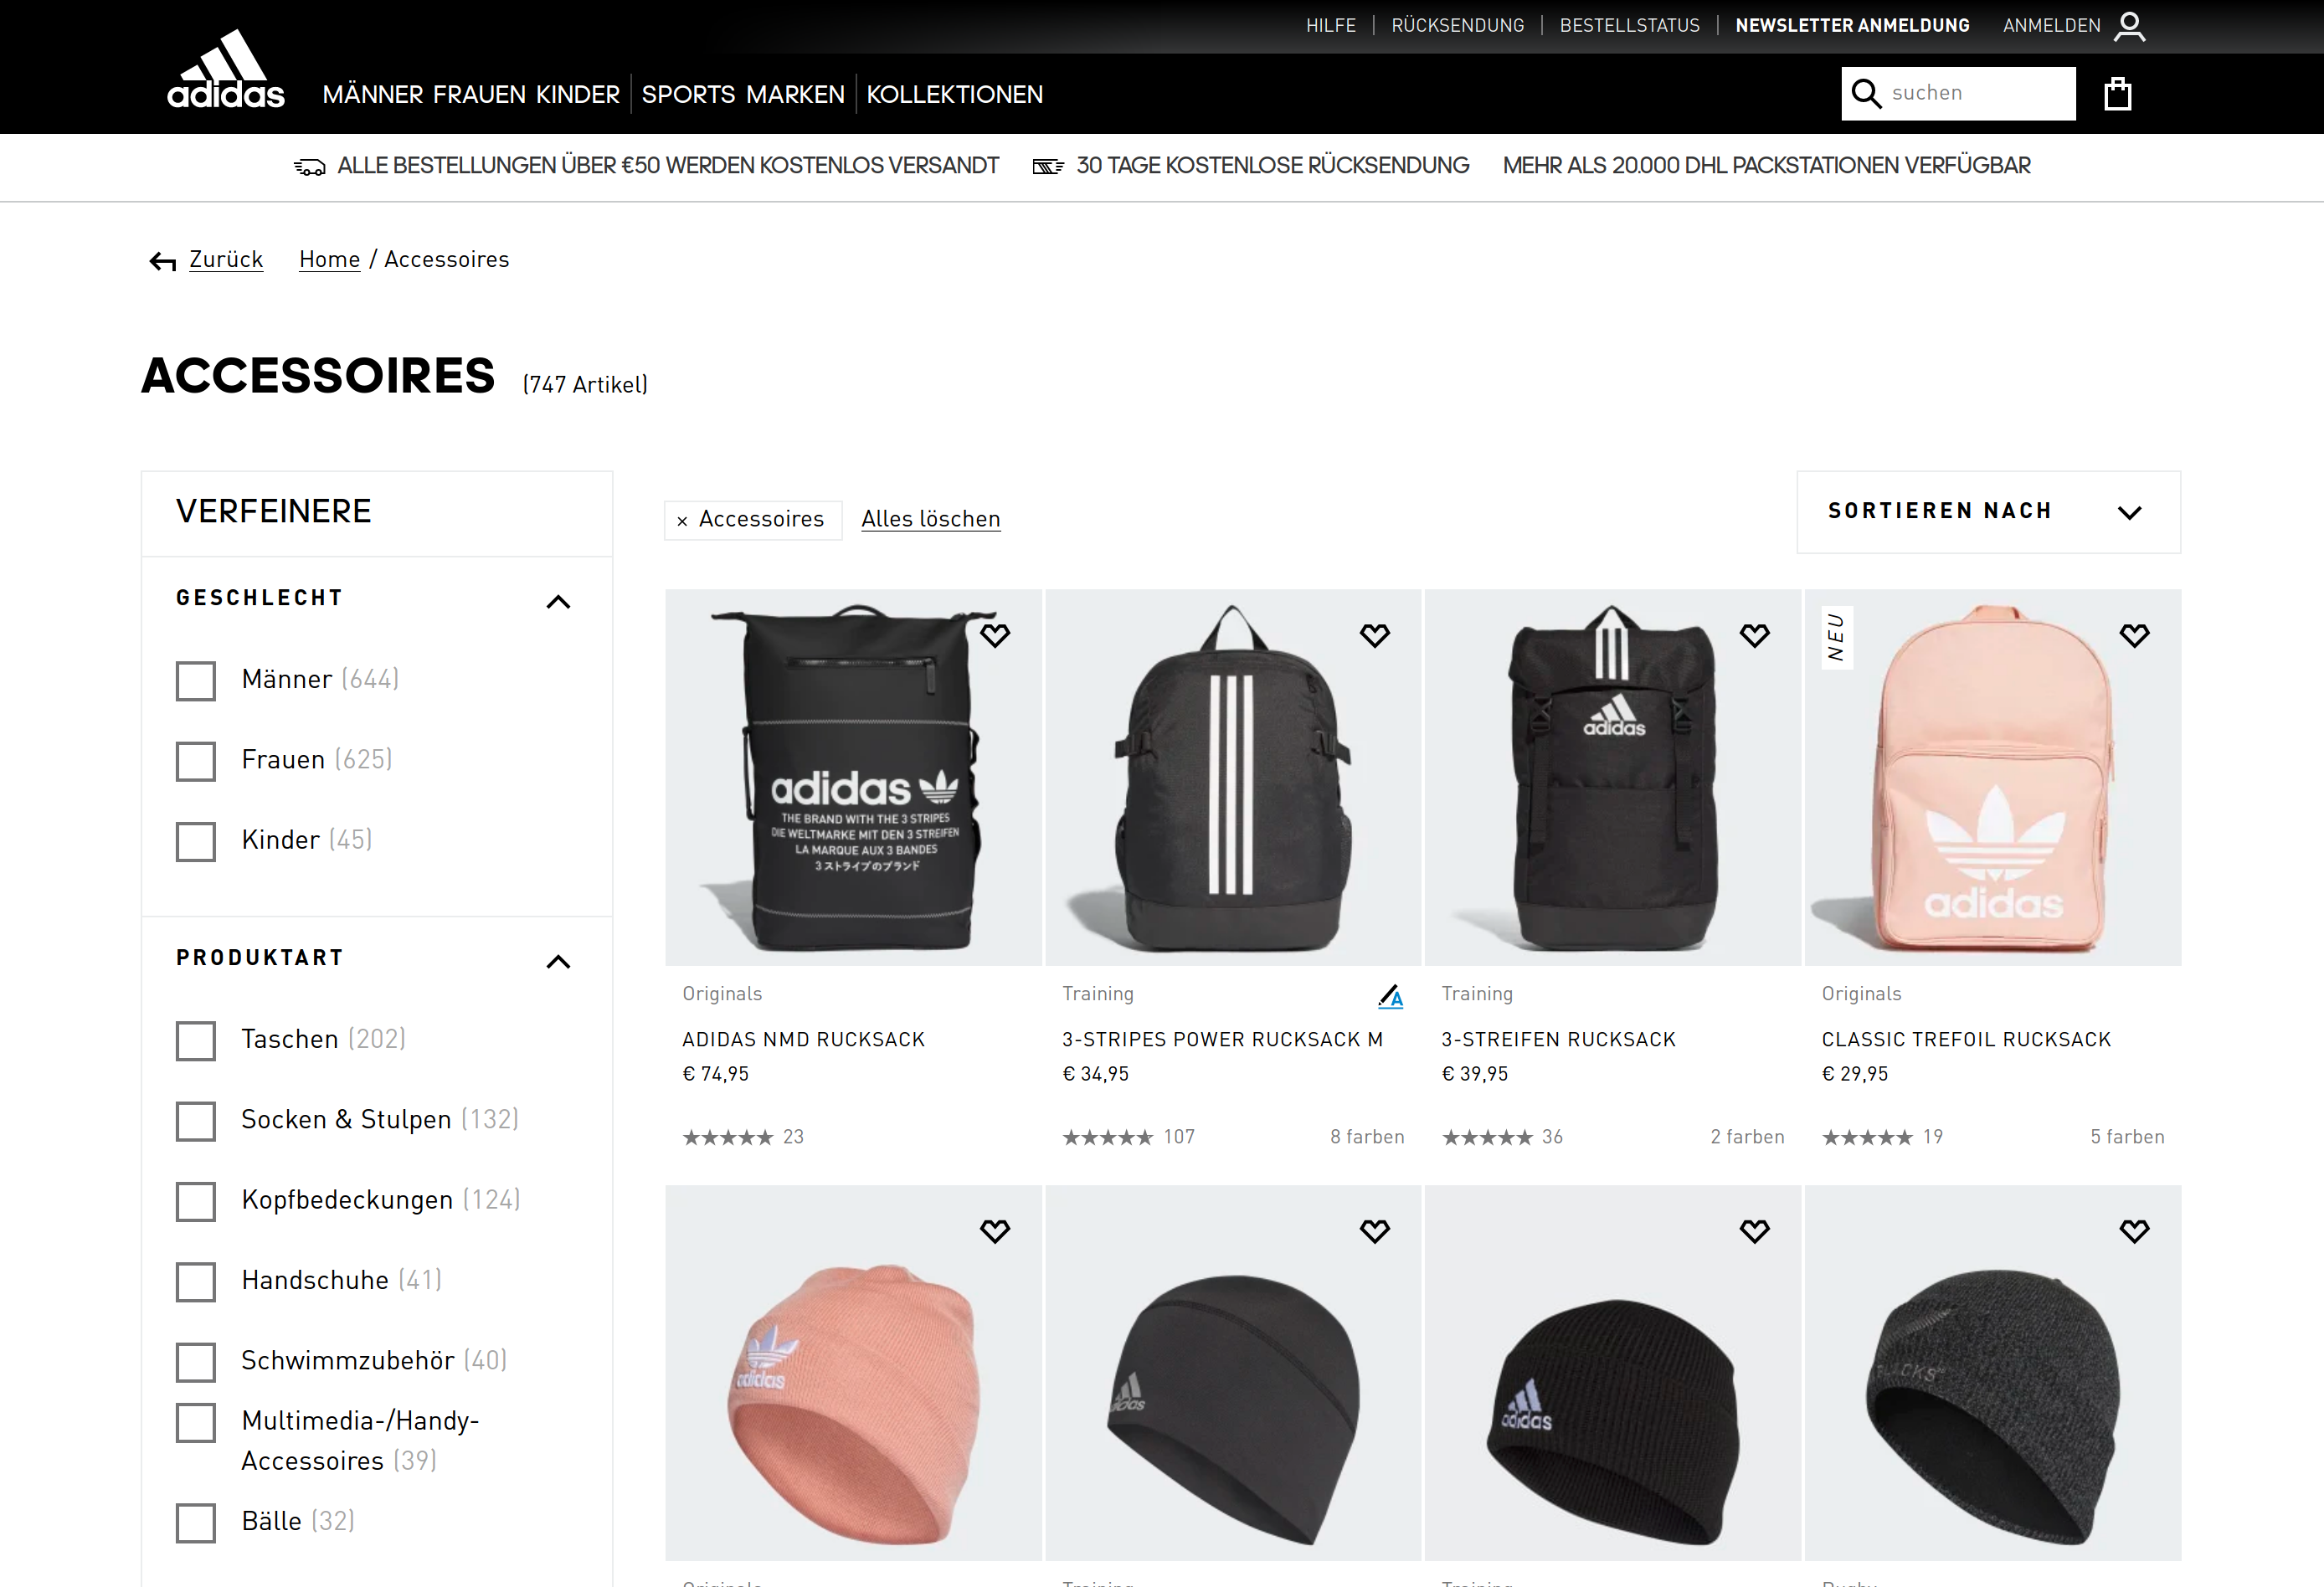 HILFE
RÜCKSENDUNG
BESTELLSTATUS
NEWSLETTER ANMELDUNG
ANMELDEN
adidas
MÄNNER FRAUEN KINDER SPORTS MARKEN KOLLEKTIONEN
suchen
ALLE BESTELLUNGEN ÜBER €50 WERDEN KOSTENLOS VERSANDT
30 TAGE KOSTENLOSE RÜCKSENDUNG
MEHR ALS 20.000 DHL PACKSTATIONEN VERFÜGBAR
Zurück
Home / Accessoires
ACCESSOIRES (747 Artikel)
VERFEINERE
GESCHLECHT
Männer (644)
Frauen (625)
Kinder (45)
PRODUKTART
Taschen (202)
Socken & Stulpen (132)
Kopfbedeckungen (124)
Handschuhe (41)
Schwimmzubehör (40)
Multimedia-/Handy-
Accessoires (39)
Bälle (32)
× Accessoires
Alles löschen
SORTIEREN NACH
adidas
THE BRAND WITH THE 3 STRIPES
DIE WELTMARKE MIT DEN 3 STREIFEN
LA MARQUE AUX 3 BANDES
3 ストライプのブランド
Originals
ADIDAS NMD RUCKSACK
€ 74,95
★★★★★ 23
Training
A
3-STRIPES POWER RUCKSACK M
€ 34,95
★★★★★ 107
8 farben
adidas
Training
3-STREIFEN RUCKSACK
€ 39,95
★★★★★ 36
2 farben
NEU
adidas
Originals
CLASSIC TREFOIL RUCKSACK
€ 29,95
★★★★★ 19
5 farben
adidas
adidas
adidas
Originals
Training
Training
Rugby